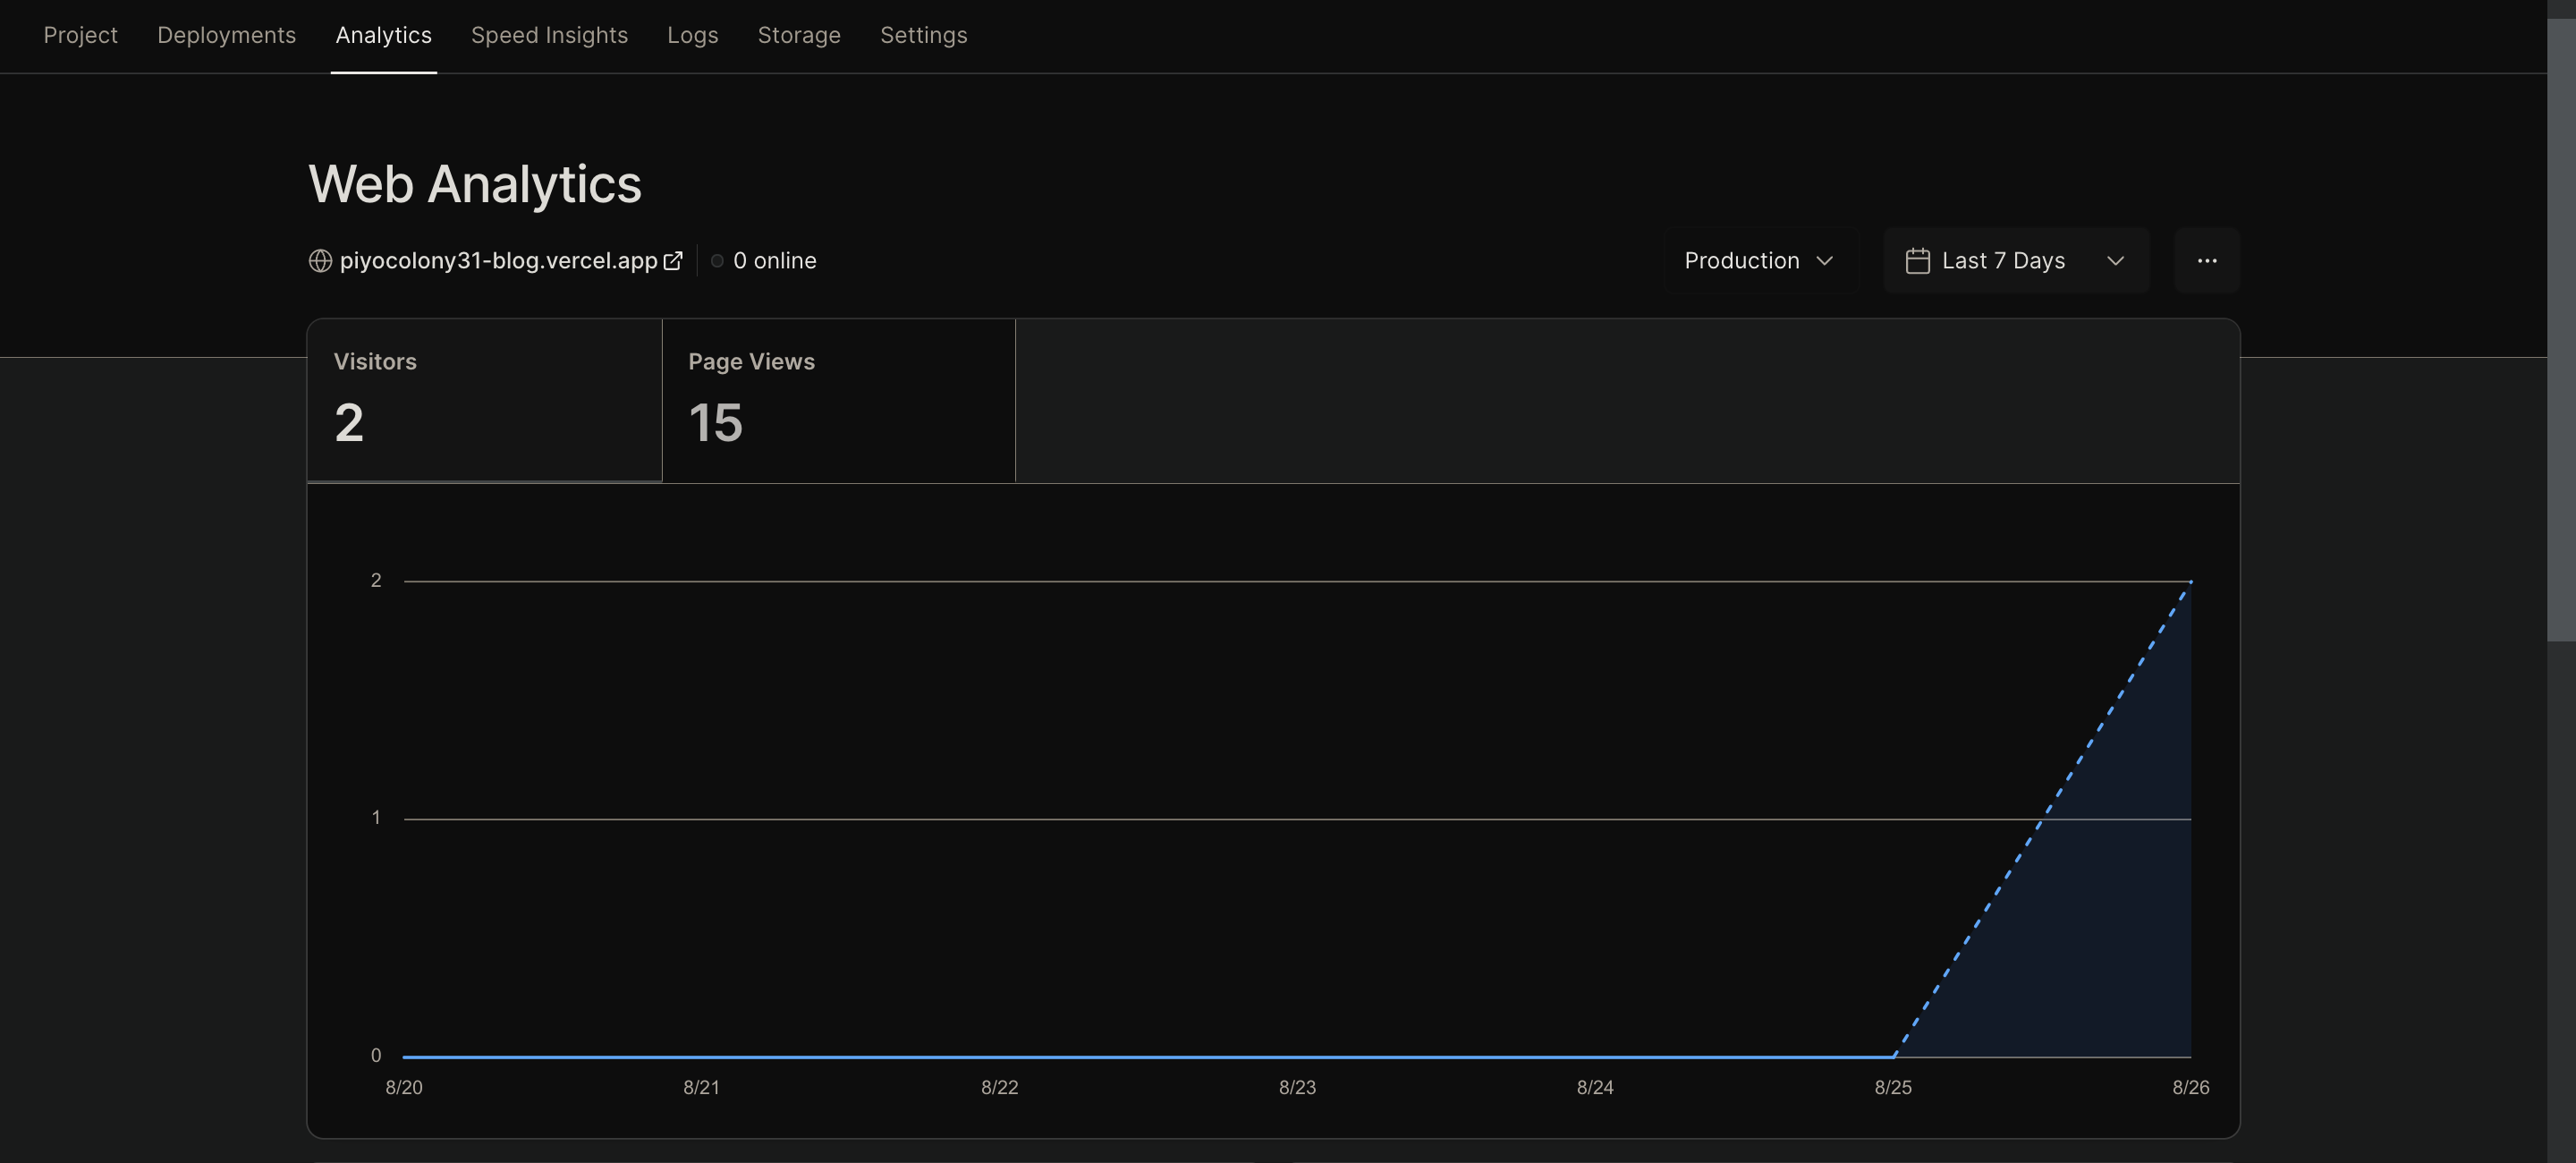 Project Deployments Analytics Speed Insights Logs Storage Settings
Web Analytics
piyocolony31-blog.vercel.app 0 online Production Last 7 Days
Visitors
2
Page Views
15
2
1
0
8/20 8/21 8/22 8/23 8/24 8/25 8/26